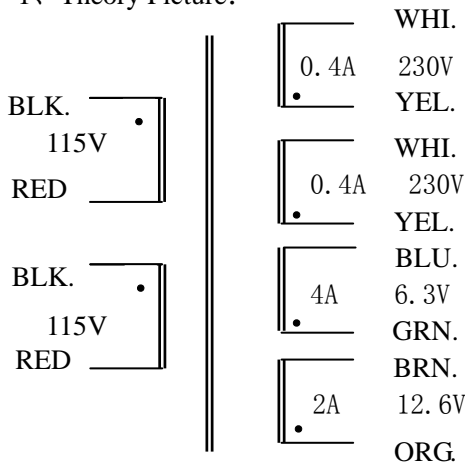 Theory Picture:
WHI.
0.4A 230V
YEL.
BLK.
115V
RED
WHI.
0.4A 230V
YEL.
BLU.
4A 6.3V
GRN.
BLK.
115V
RED
BRN.
2A 12.6V
ORG.